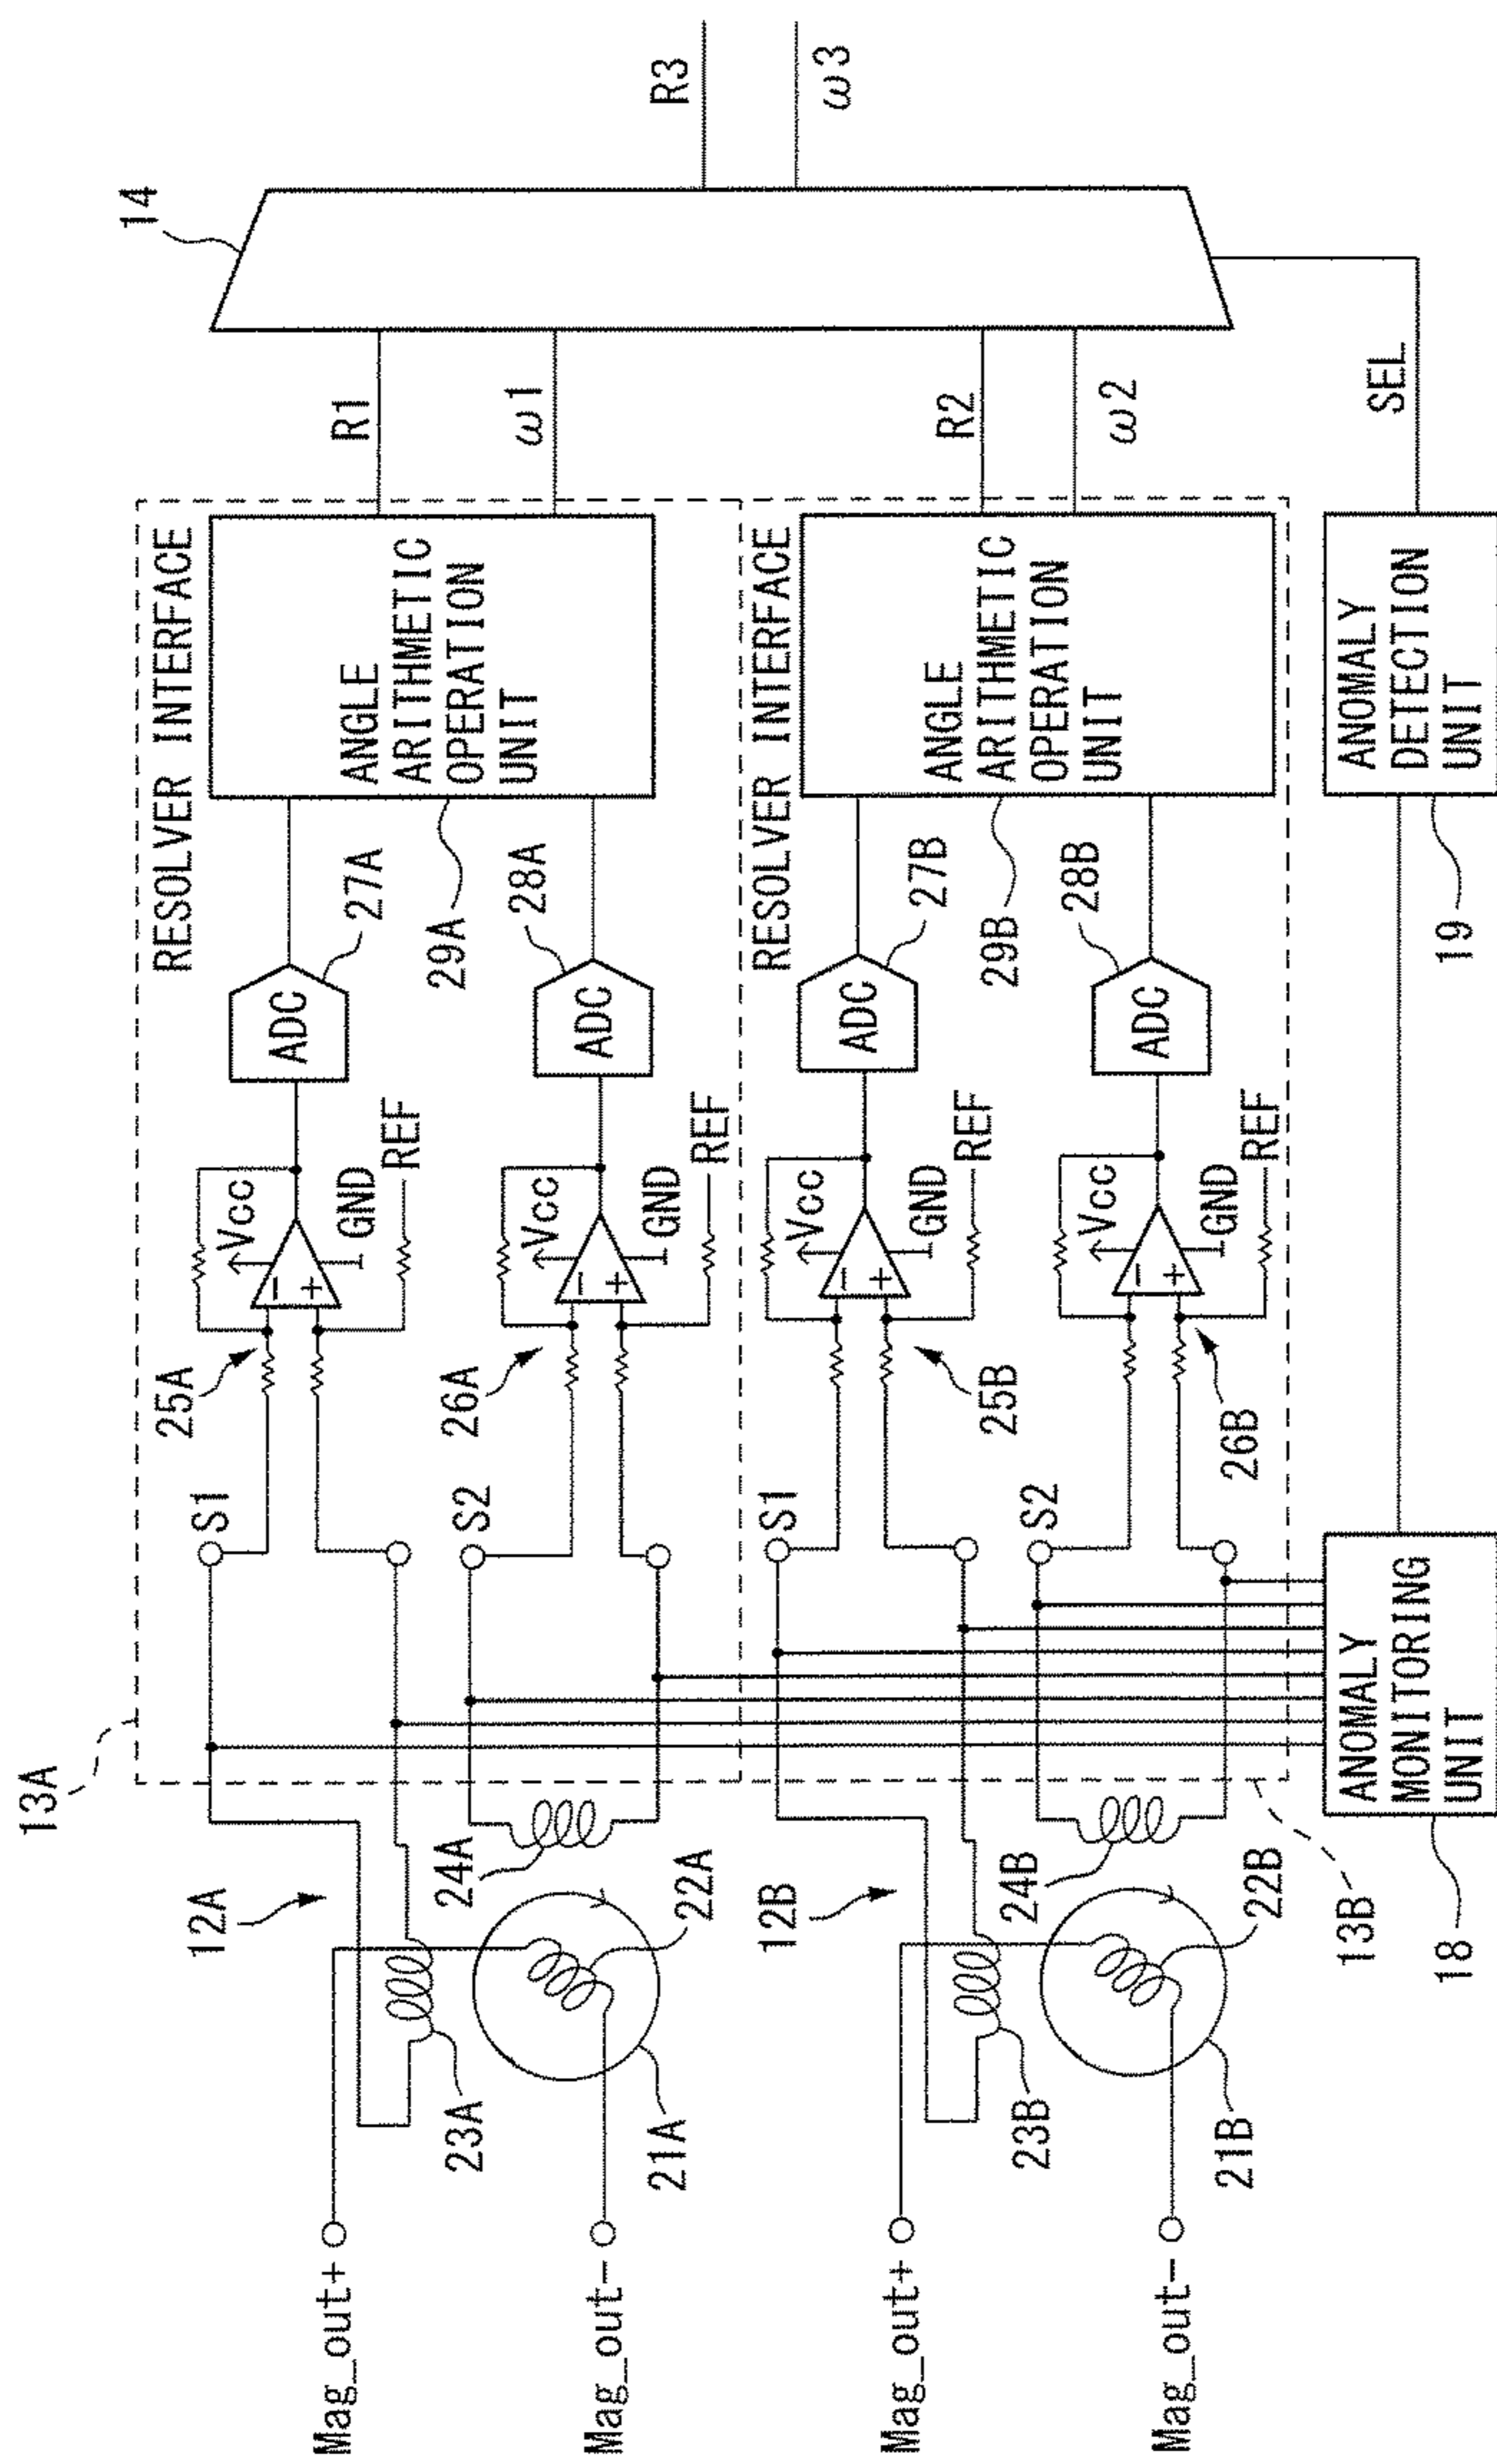 13A
12A
Mag_out+
Mag_out-
23A
21A
22A
24A
S1
S2
25A
26A
Vcc
GND
REF
Vcc
GND
REF
ADC
27A
ADC
28A
RESOLVER INTERFACE
ANGLE
ARITHMETIC
OPERATION
UNIT
29A
R1
ω1
14
R3
ω3
12B
Mag_out+
Mag_out-
23B
21B
22B
24B
13B
S1
S2
25B
26B
Vcc
GND
REF
Vcc
GND
REF
ADC
27B
ADC
28B
RESOLVER INTERFACE
ANGLE
ARITHMETIC
OPERATION
UNIT
29B
R2
ω2
SEL
ANOMALY
MONITORING
UNIT
18
ANOMALY
DETECTION
UNIT
19